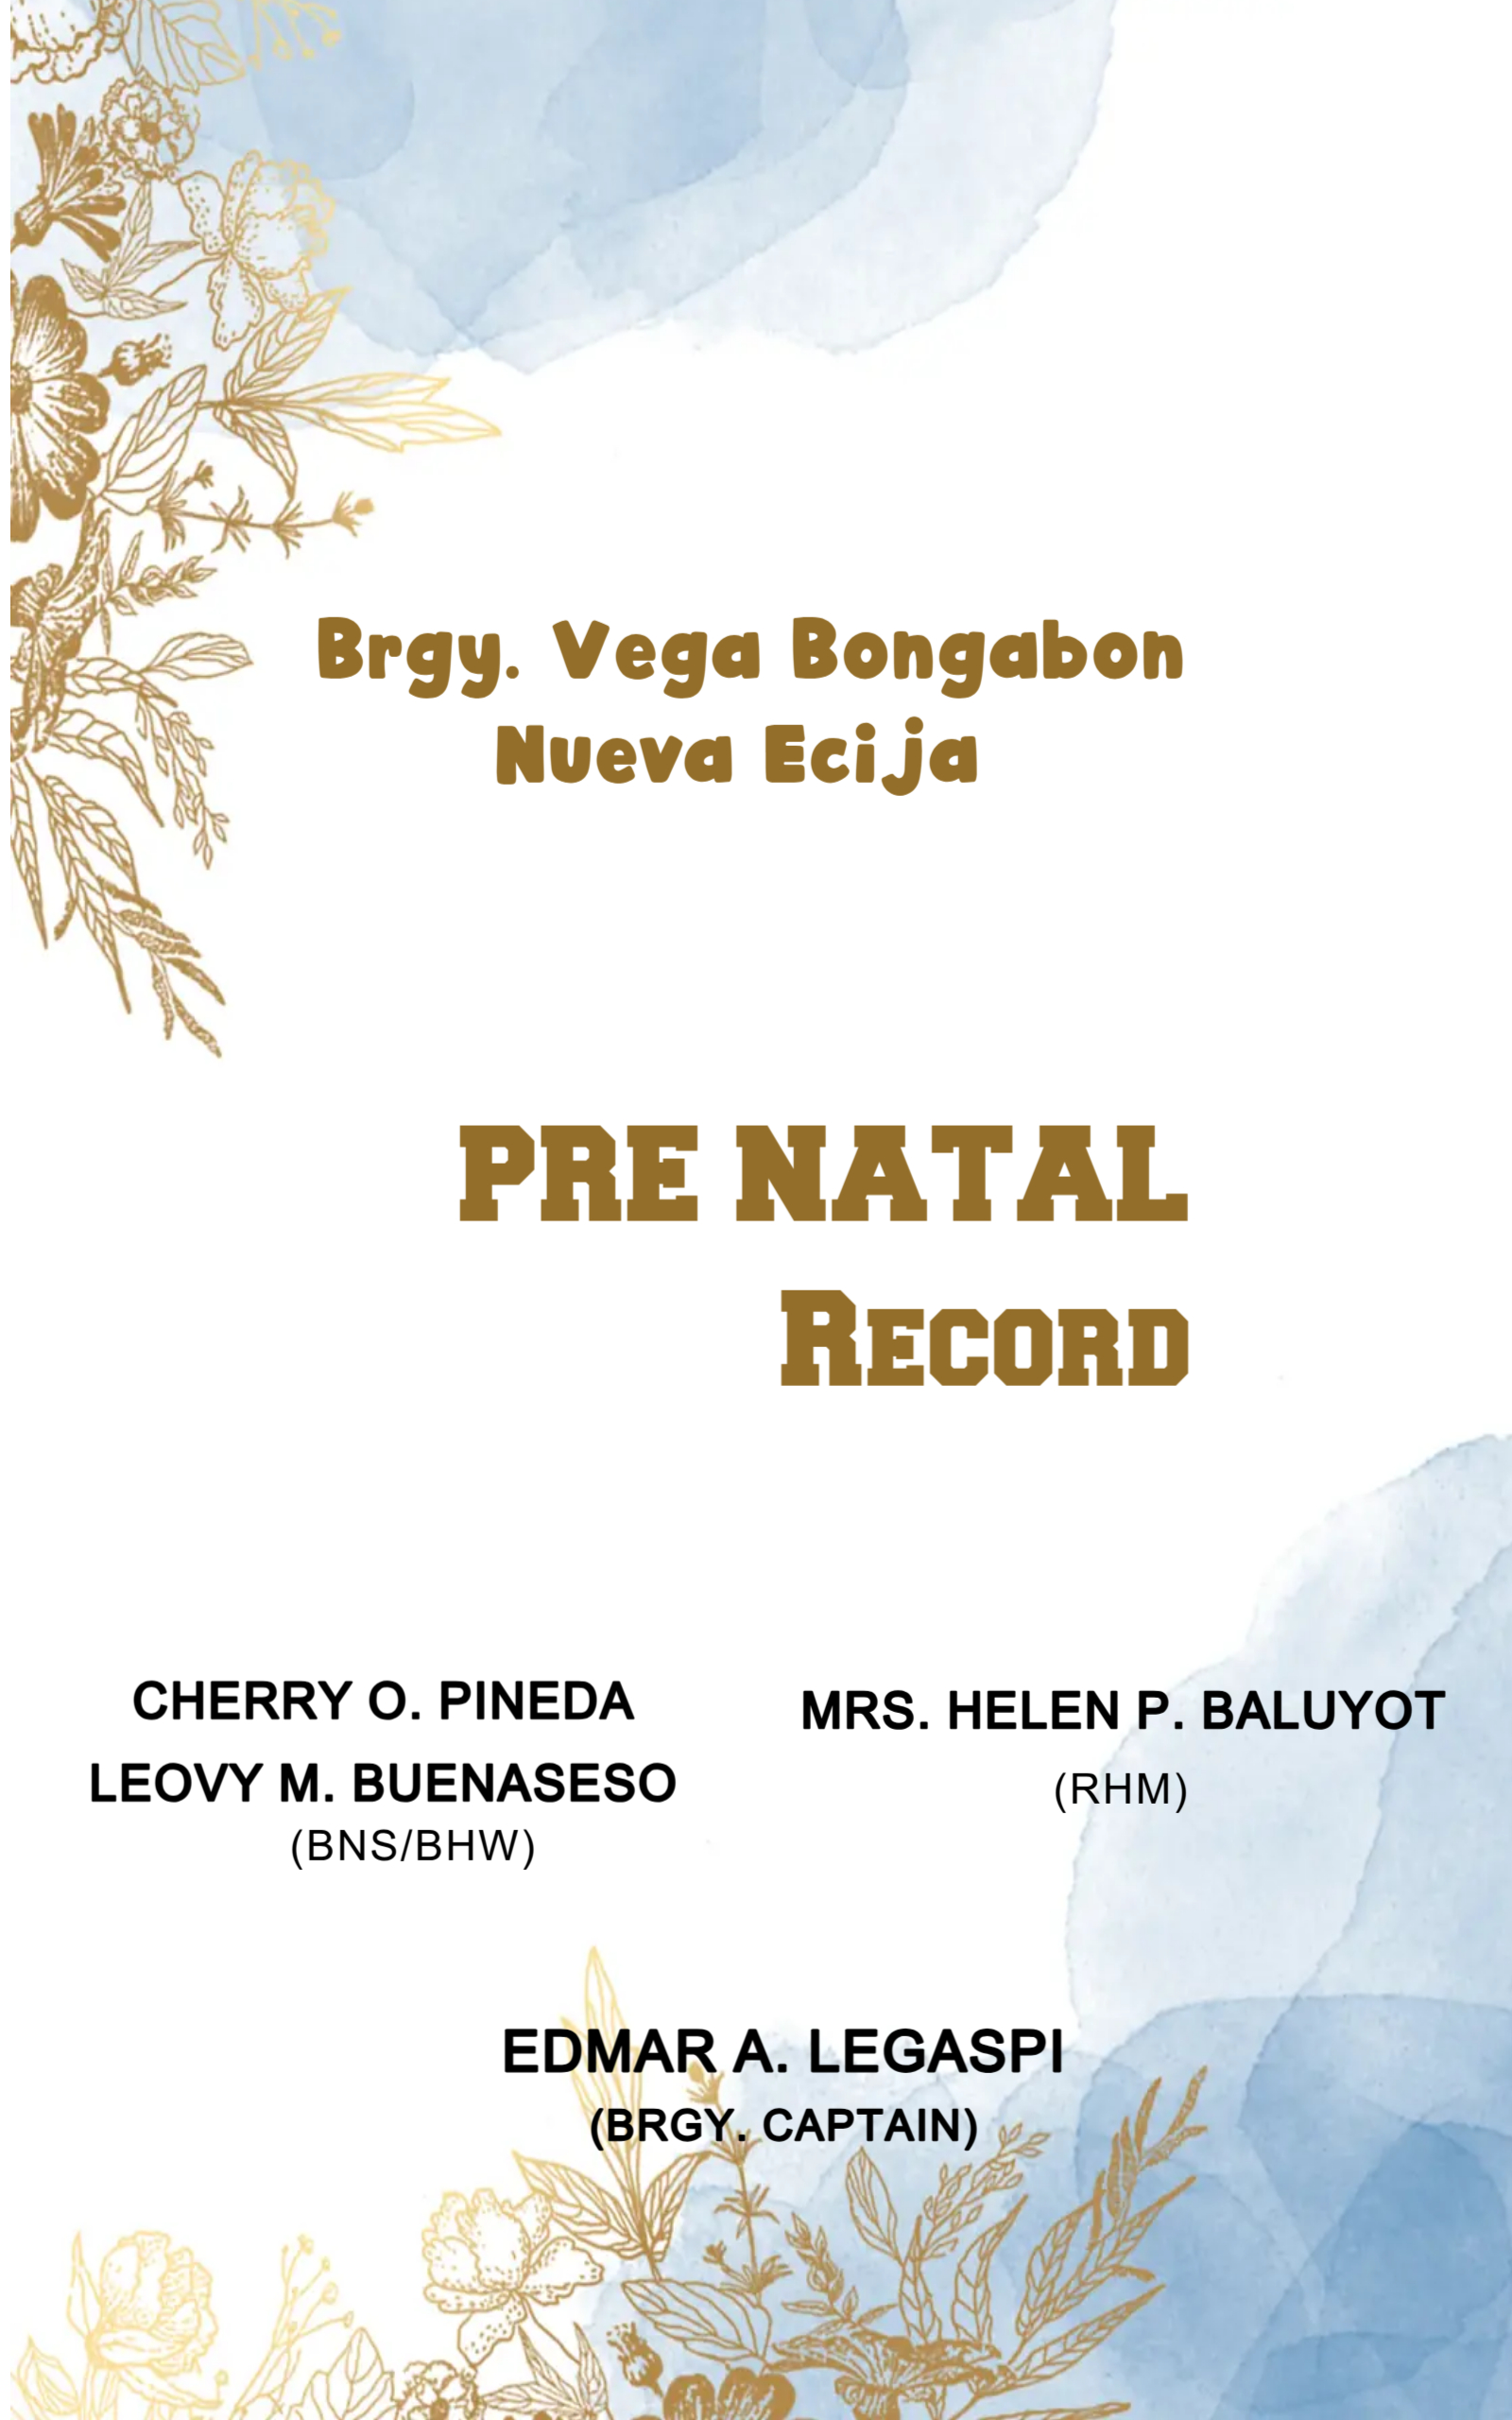 Brgy. Vega Bongabon
Nueva Ecija
PRE NATAL
RECORD
CHERRY O. PINEDA
LEOVY M. BUENASESO
(BNS/BHW)
MRS. HELEN P. BALUYOT
(RHM)
EDMAR A. LEGASPI
(BRGY. CAPTAIN)